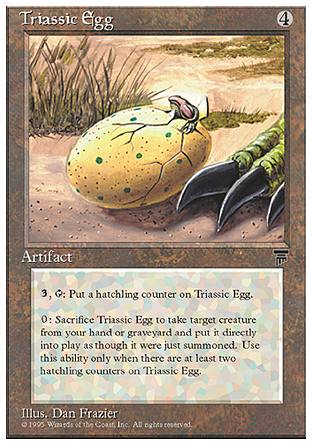 Triassic Egg 4
Artifact
3, T: Put a hatchling counter on Triassic Egg.
0: Sacrifice Triassic Egg to take target creature
from your hand or graveyard and put it directly
into play as though it were just summoned. Use
this ability only when there are at least two
hatchling counters on Triassic Egg.
Illus. Dan Frazier
© 1995 Wizards of the Coast, Inc. All rights reserved.